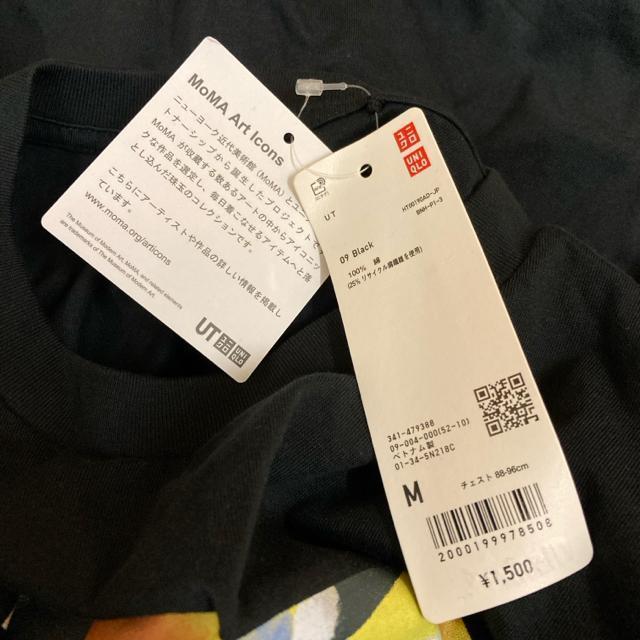 MoMA Art Icons
ニューヨーク近代美術館（MoMA）とユ
トナーシップから誕生したプロジェクトで
MoMA が収蔵する数あるアートの中からアイコニッ
クな作品を選定し、毎日着こなせるアイテムへと落
とし込んだ珠玉のコレクションです。
こちらにアーティストや作品の詳しい情報を掲載し
ています。
www.moma.org/articons
The Museum of Modern Art, MoMA, and related elements
are trademarks of The Museum of Modern Art.
UT ユニクロ UNIQLO
ユニクロ
UNIQLO
UT
HT00190AD-JP
BNH-F1-3
09 Black
100% 綿
(25% リサイクル繊維を使用)
341-479388
09-004-000(52-10)
ベトナム製
01-34-5N218C
M チェスト 88-96cm
2000199978508
¥1,500